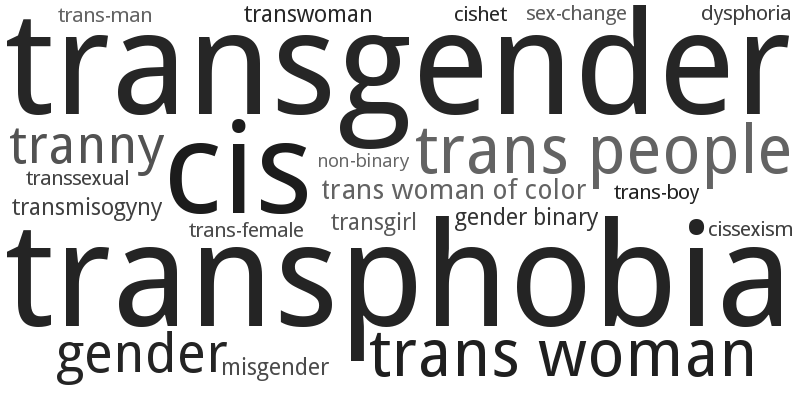 trans-man transwoman cishet sex-change dysphoria
transgender
tranny cis non-binary trans people
transsexual trans woman of color trans-boy
transmisogyny transgirl gender binary
trans-female cissexism
transphobia
gender misgender trans woman